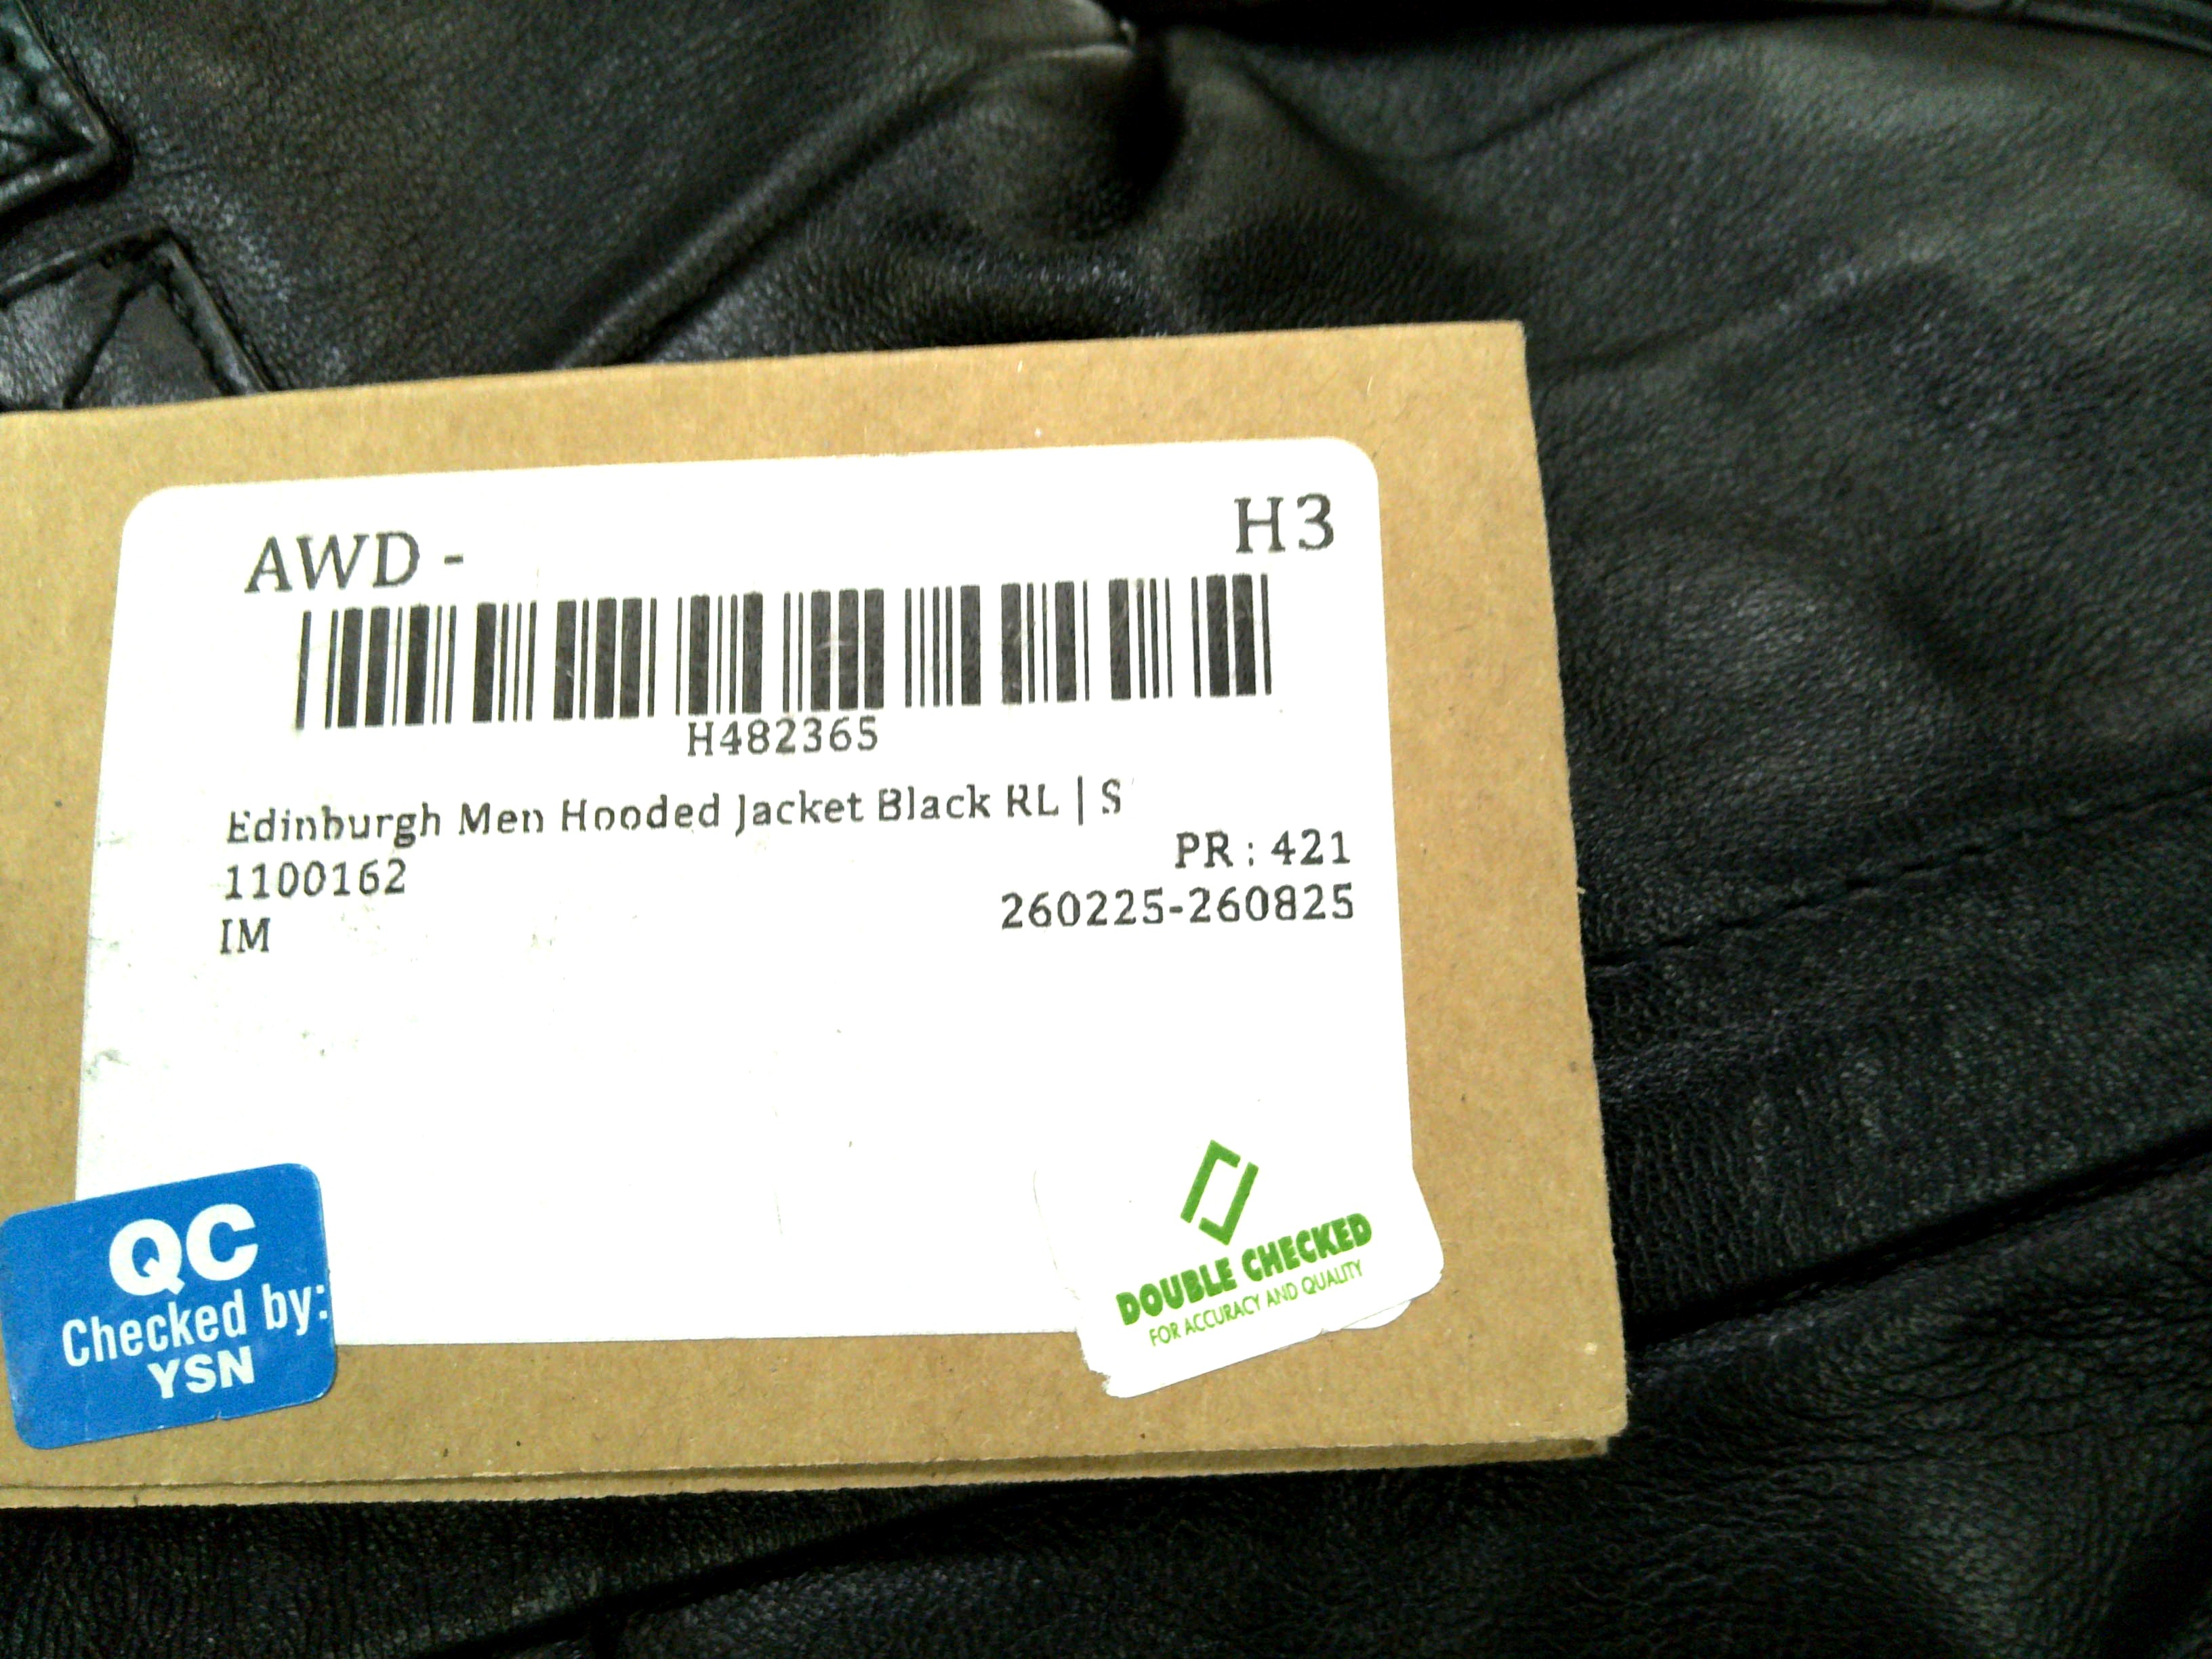 AWD - H3
H482365
Edinburgh Men Hooded Jacket Black RL | S
PR : 421
1100162
260225-260825
IM
QC
Checked by:
YSN
DOUBLE CHECKED
FOR ACCURACY AND QUALITY